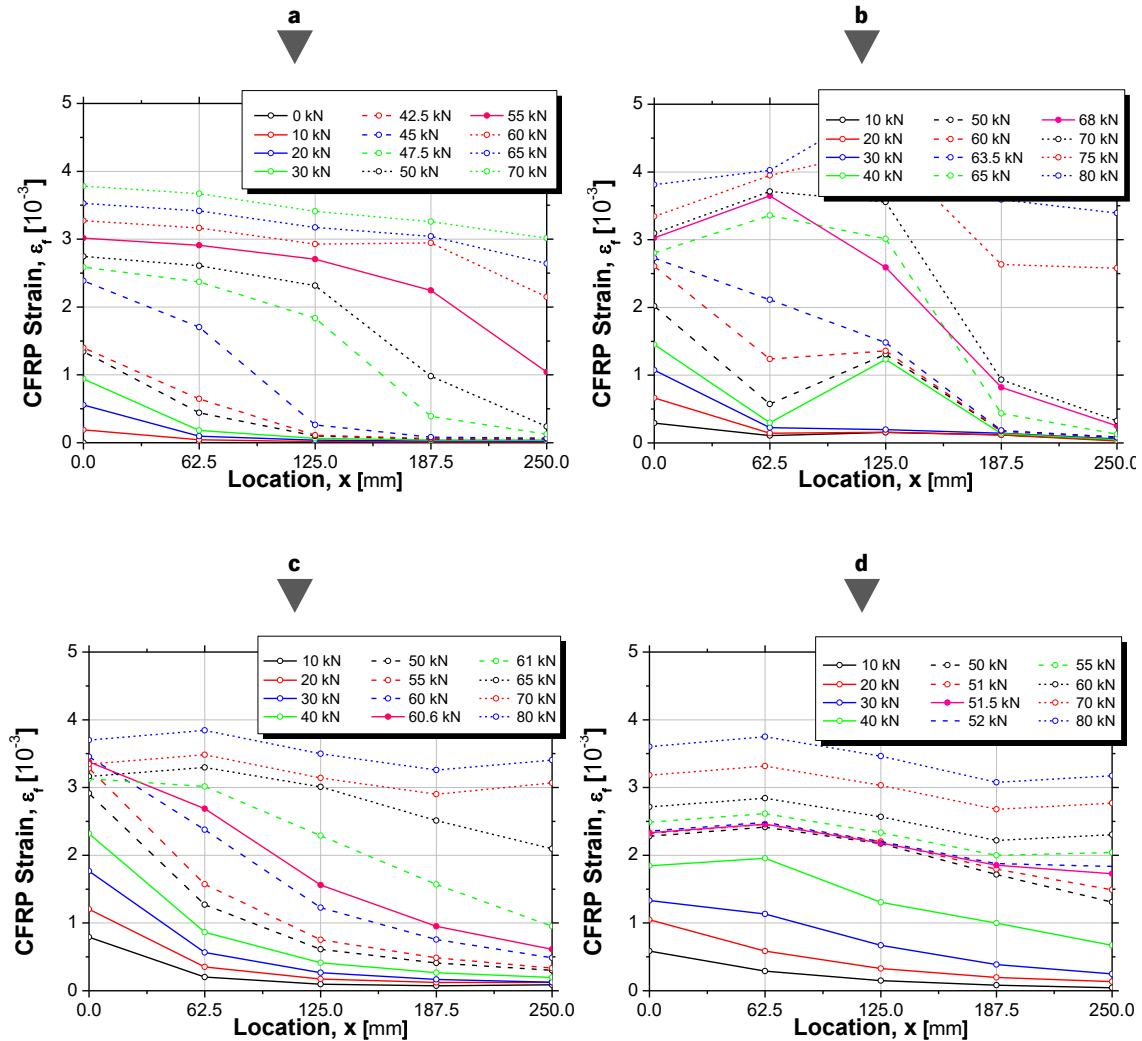 a
b
5
4
3
2
1
0
CFRP Strain, εf [10-3]
0 kN
10 kN
20 kN
30 kN
42.5 kN
45 kN
47.5 kN
50 kN
55 kN
60 kN
65 kN
70 kN
0.0
62.5
125.0
187.5
250.0
Location, x [mm]
5
4
3
2
1
0
CFRP Strain, εf [10-3]
10 kN
20 kN
30 kN
40 kN
50 kN
60 kN
63.5 kN
65 kN
68 kN
70 kN
75 kN
80 kN
0.0
62.5
125.0
187.5
250.0
Location, x [mm]
c
d
5
4
3
2
1
0
CFRP Strain, εf [10-3]
10 kN
20 kN
30 kN
40 kN
50 kN
55 kN
60 kN
60.6 kN
61 kN
65 kN
70 kN
80 kN
0.0
62.5
125.0
187.5
250.0
Location, x [mm]
5
4
3
2
1
0
CFRP Strain, εf [10-3]
10 kN
20 kN
30 kN
40 kN
50 kN
51 kN
51.5 kN
52 kN
55 kN
60 kN
70 kN
80 kN
0.0
62.5
125.0
187.5
250.0
Location, x [mm]